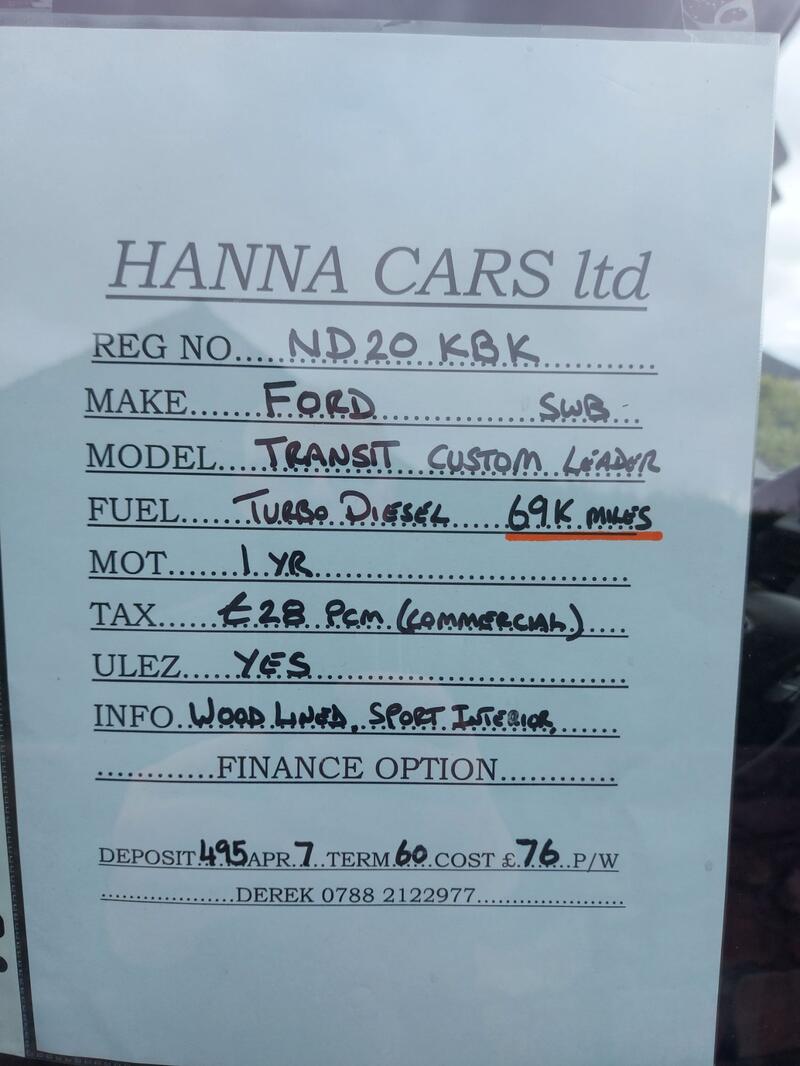 HANNA CARS ltd
REG NO.....ND20 KBK..............
MAKE......FORD..............SWB...
MODEL....TRANSIT CUSTOM LEADER
FUEL......TURBO DIESEL.....69K MILES
MOT.....1 YR...............................
TAX......£28 PCM.(COMMERCIAL)....
ULEZ.....YES...............................
INFO.WOOD LINED, SPORT INTERIOR,......
............FINANCE OPTION............
DEPOSIT.495APR.7..TERM.60..COST £.76..P/W
..................DEREK 0788 2122977....................